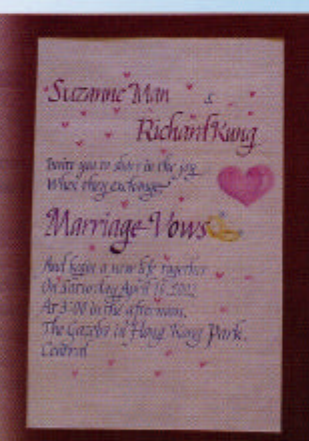 Suzanne Man &
Richard Kung
Invite you to share in the joy
When they exchange
Marriage Vows
And begin a new life together
On Saturday April
At 3:00 in the afternoon,
The Gazebo in Hong Kong Park,
Central